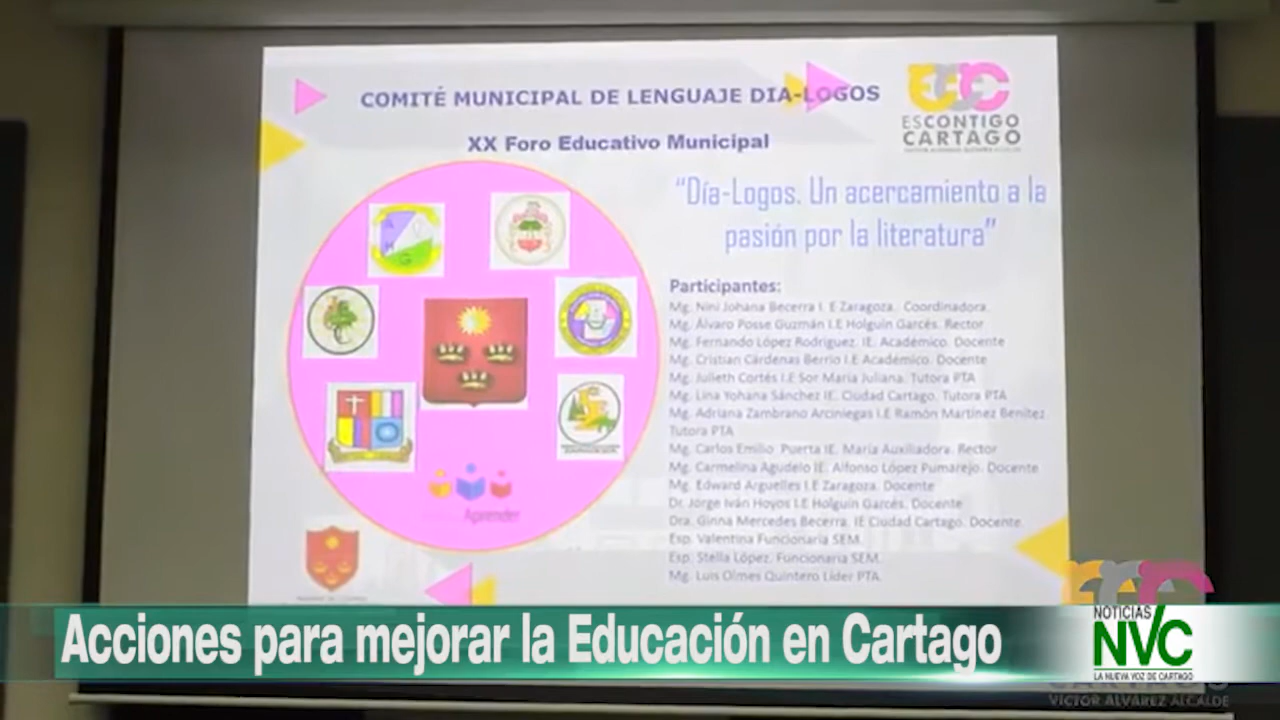 COMITÉ MUNICIPAL DE LENGUAJE DIA-LOGOS
XX Foro Educativo Municipal
ESCONTIGO
CARTAGO
“Día-Logos. Un acercamiento a la
pasión por la literatura”
Participantes:
Mg. Nini Johana Becerra I. E Zaragoza. Coordinadora.
Mg. Álvaro Posse Guzmán I.E Holguín Garcés. Rector
Mg. Fernando López Rodríguez. IE. Académico. Docente
Mg. Cristian Cárdenas Berrio I.E Académico. Docente
Mg. Julieth Cortés I.E Sor María Juliana. Tutora PTA
Mg. Lina Yohana Sánchez IE. Ciudad Cartago. Tutora PTA
Mg. Adriana Zambrano Arciniegas I.E Ramón Martínez Benítez
Tutora PTA
Mg. Carlos Emilio Puerta IE. María Auxiliadora. Rector
Mg. Carmelina Agudelo IE. Alfonso López Pumarejo. Docente
Mg. Edward Arguelles I.E Zaragoza. Docente
Dr. Jorge Iván Hoyos I.E Holguín Garcés. Docente
Dra. Ginna Mercedes Becerra. IE Ciudad Cartago. Docente.
Esp. Valentina Funcionaria SEM.
Esp. Stella López. Funcionaria SEM.
Mg. Luis Olmes Quintero Líder PTA.
Aprender
Acciones para mejorar la Educación en Cartago
NOTICIAS
NVC
LA NUEVA VOZ DE CARTAGO
VICTOR ALVAREZ ALCALDE